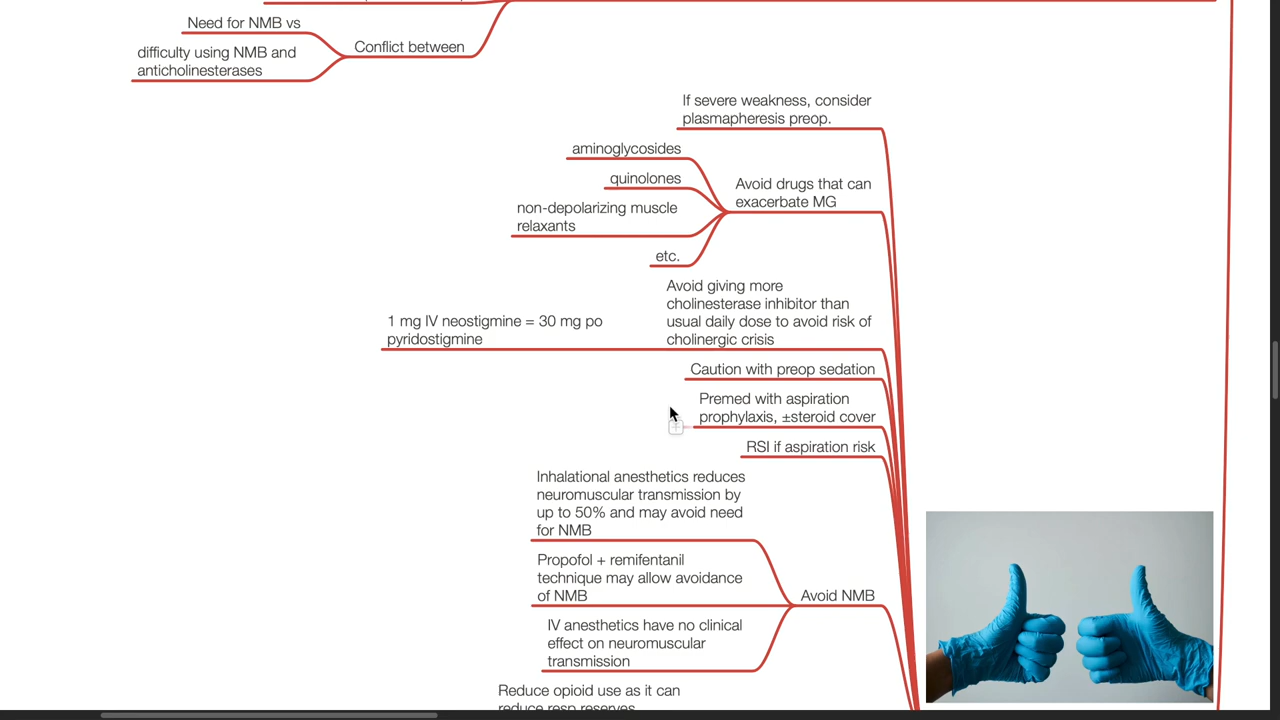 Need for NMB vs
difficulty using NMB and
anticholinesterases
Conflict between
If severe weakness, consider
plasmapheresis preop.
aminoglycosides
quinolones
non-depolarizing muscle
relaxants
etc.
Avoid drugs that can
exacerbate MG
Avoid giving more
cholinesterase inhibitor than
usual daily dose to avoid risk of
cholinergic crisis
1 mg IV neostigmine = 30 mg po
pyridostigmine
Caution with preop sedation
Premed with aspiration
prophylaxis, ±steroid cover
RSI if aspiration risk
Inhalational anesthetics reduces
neuromuscular transmission by
up to 50% and may avoid need
for NMB
Propofol + remifentanil
technique may allow avoidance
of NMB
IV anesthetics have no clinical
effect on neuromuscular
transmission
Avoid NMB
Reduce opioid use as it can
reduce resp reserves